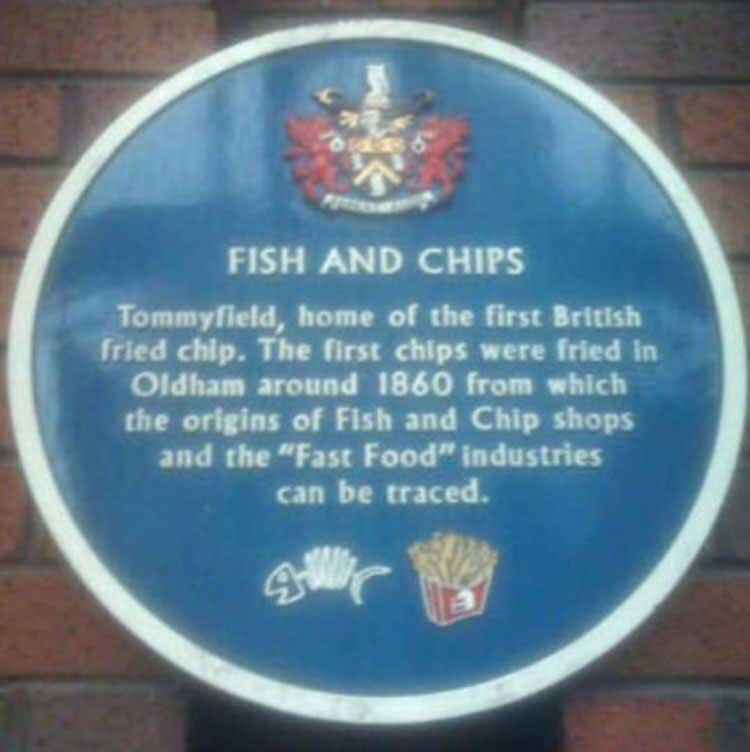 FISH AND CHIPS
Tommyfield, home of the first British
fried chip. The first chips were fried in
Oldham around 1860 from which
the origins of Fish and Chip shops
and the "Fast Food" industries
can be traced.